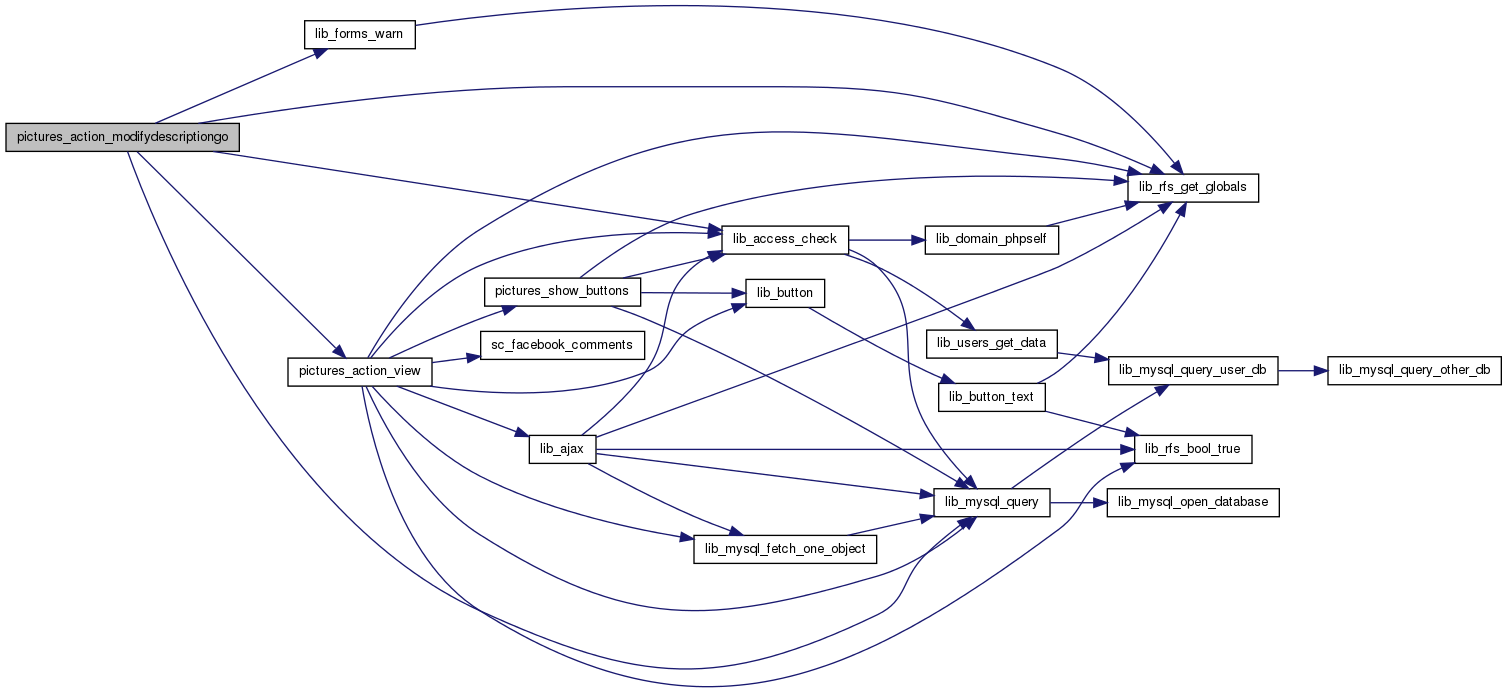 lib_forms_warn
pictures_action_modifydescriptiongo
lib_rfs_get_globals
lib_access_check
lib_domain_phpself
pictures_show_buttons
lib_button
sc_facebook_comments
lib_users_get_data
pictures_action_view
lib_mysql_query_user_db
lib_mysql_query_other_db
lib_button_text
lib_ajax
lib_rfs_bool_true
lib_mysql_query
lib_mysql_open_database
lib_mysql_fetch_one_object